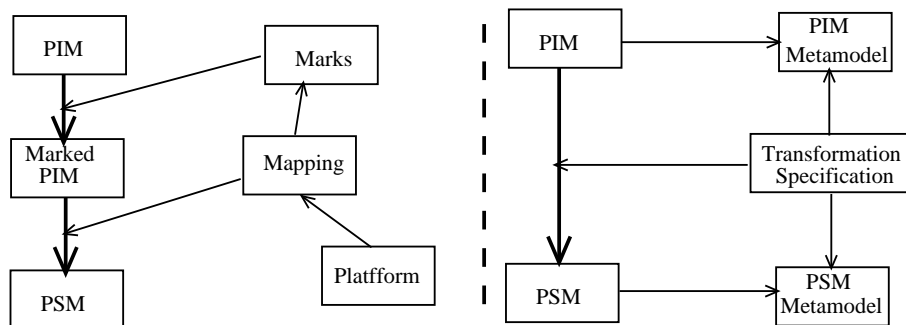 PIM
Marks
Marked
PIM
Mapping
Platfform
PSM
PIM
PIM
Metamodel
Transformation
Specification
PSM
PSM
Metamodel